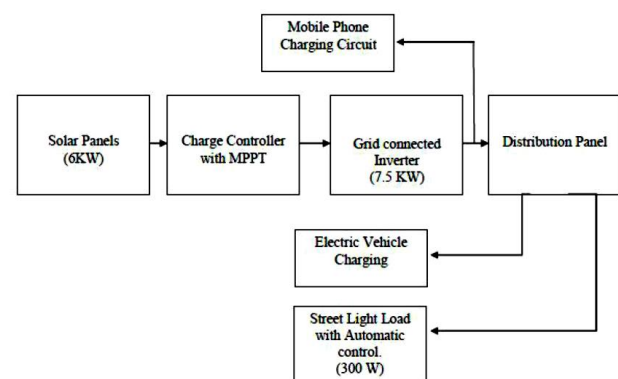 Mobile Phone
Charging Circuit
Solar Panels
(6KW)
Charge Controller
with MPPT
Grid connected
Inverter
(7.5 KW)
Distribution Panel
Electric Vehicle
Charging
Street Light Load
with Automatic
control.
(300 W)